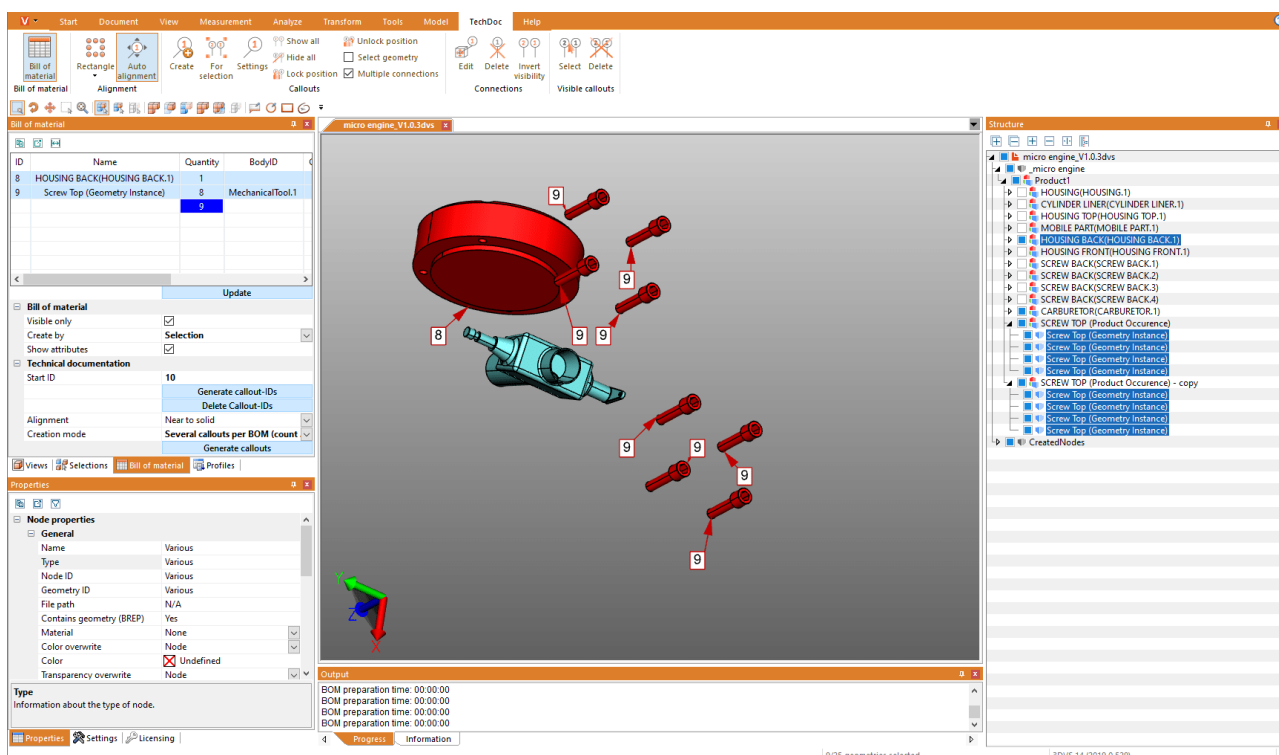 V Start Document View Measurement Analyze Transform Tools Model TechDoc Help
Bill of material
Rectangle
Auto alignment
Create
For selection
Settings
Show all
Hide all
Lock position
Unlock position
Select geometry
Multiple connections
Edit
Delete
Invert visibility
Select
Delete
Bill of material Alignment Callouts Connections Visible callouts
Bill of material
ID Name Quantity BodyID
8 HOUSING BACK(HOUSING BACK.1) 1
9 Screw Top (Geometry Instance) 8 MechanicalTool.1
9
Update
Bill of material
Visible only
Create by Selection
Show attributes
Technical documentation
Start ID 10
Generate callout-IDs
Delete Callout-IDs
Alignment Near to solid
Creation mode Several callouts per BOM (count
Generate callouts
Views Selections Bill of material Profiles
Properties
Node properties
General
Name Various
Type Various
Node ID Various
Geometry ID Various
File path N/A
Contains geometry (BREP) Yes
Material None
Color overwrite Node
Color Undefined
Transparency overwrite Node
Type
Information about the type of node.
Properties Settings Licensing
micro engine_V1.0.3dvs
9
9
9
9
9
8
9
9
9
9
Y
Z
X
Output
BOM preparation time: 00:00:00
BOM preparation time: 00:00:00
BOM preparation time: 00:00:00
BOM preparation time: 00:00:00
Progress Information
Structure
micro engine_V1.0.3dvs
_micro engine
Product1
HOUSING(HOUSING.1)
CYLINDER LINER(CYLINDER LINER.1)
HOUSING TOP(HOUSING TOP.1)
MOBILE PART(MOBILE PART.1)
HOUSING BACK(HOUSING BACK.1)
HOUSING FRONT(HOUSING FRONT.1)
SCREW BACK(SCREW BACK.1)
SCREW BACK(SCREW BACK.2)
SCREW BACK(SCREW BACK.3)
SCREW BACK(SCREW BACK.4)
CARBURETOR(CARBURETOR.1)
SCREW TOP (Product Occurence)
Screw Top (Geometry Instance)
Screw Top (Geometry Instance)
Screw Top (Geometry Instance)
Screw Top (Geometry Instance)
SCREW TOP (Product Occurence) - copy
Screw Top (Geometry Instance)
Screw Top (Geometry Instance)
Screw Top (Geometry Instance)
Screw Top (Geometry Instance)
CreatedNodes